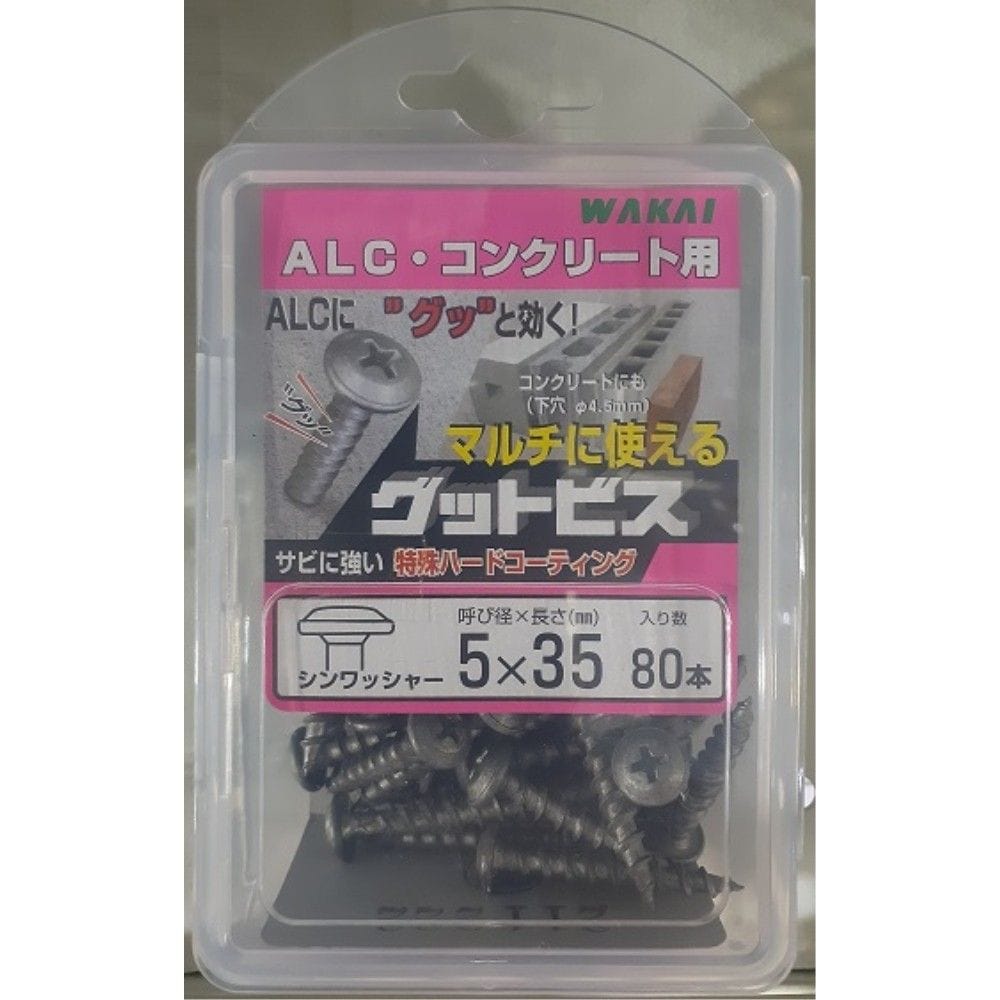 WAKAI
ALC・コンクリート用
ALCに "グッ"と効く!
"グッ"
コンクリートにも
(下穴 φ4.5mm)
マルチに使える
グットビス
サビに強い 特殊ハードコーティング
呼び径×長さ(㎜) 入り数
シンワッシャー 5×35 80本